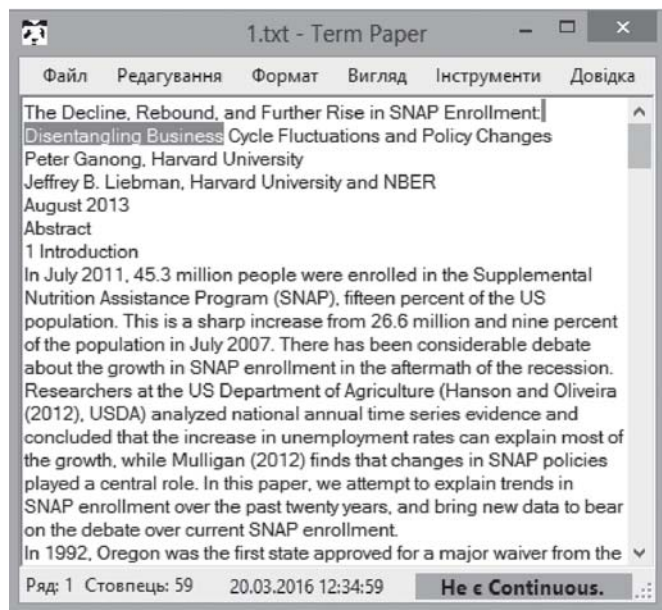 1.txt - Term Paper
Файл Редагування Формат Вигляд Інструменти Довідка
The Decline, Rebound, and Further Rise in SNAP Enrollment:
Disentangling Business Cycle Fluctuations and Policy Changes
Peter Ganong, Harvard University
Jeffrey B. Liebman, Harvard University and NBER
August 2013
Abstract
1 Introduction
In July 2011, 45.3 million people were enrolled in the Supplemental
Nutrition Assistance Program (SNAP), fifteen percent of the US
population. This is a sharp increase from 26.6 million and nine percent
of the population in July 2007. There has been considerable debate
about the growth in SNAP enrollment in the aftermath of the recession.
Researchers at the US Department of Agriculture (Hanson and Oliveira
(2012), USDA) analyzed national annual time series evidence and
concluded that the increase in unemployment rates can explain most of
the growth, while Mulligan (2012) finds that changes in SNAP policies
played a central role. In this paper, we attempt to explain trends in
SNAP enrollment over the past twenty years, and bring new data to bear
on the debate over current SNAP enrollment.
In 1992, Oregon was the first state approved for a major waiver from the
Ряд: 1 Стовпець: 59 20.03.2016 12:34:59 Не є Continuous.